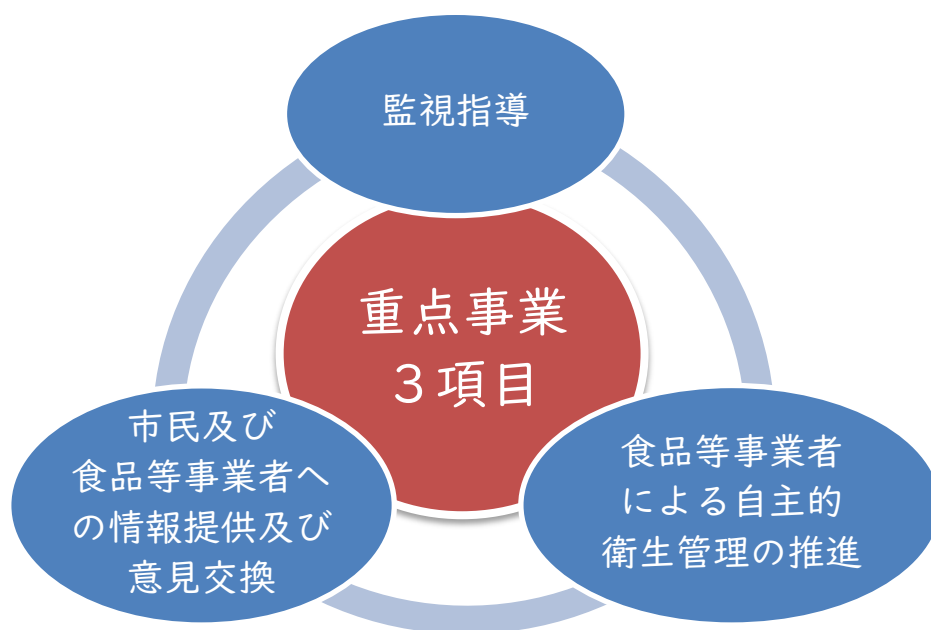 監視指導
重点事業
３項目
市民及び
食品等事業者へ
の情報提供及び
意見交換
食品等事業者
による自主的
衛生管理の推進